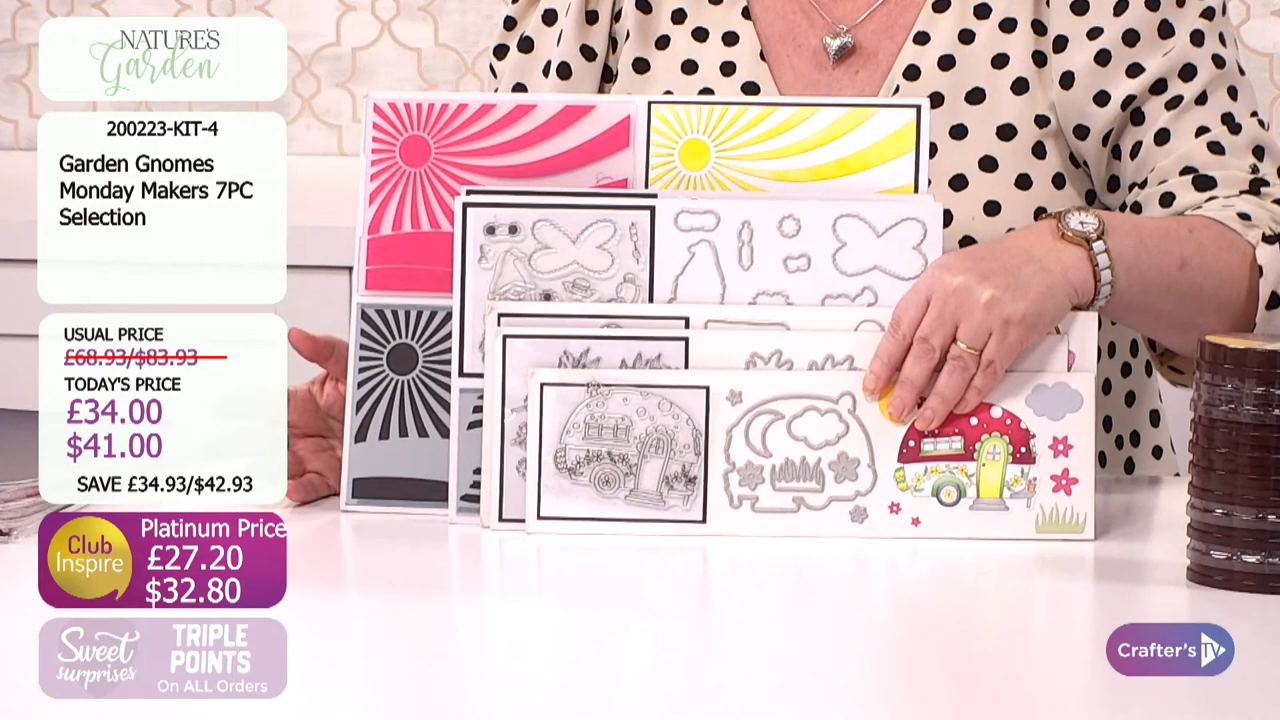 NATURE'S
Garden
200223-KIT-4
Garden Gnomes
Monday Makers 7PC
Selection
USUAL PRICE
£68.93/$83.93
TODAY'S PRICE
£34.00
$41.00
SAVE £34.93/$42.93
Club
Inspire
Platinum Price
£27.20
$32.80
Sweet
surprises
TRIPLE
POINTS
On ALL Orders
Crafter's TV